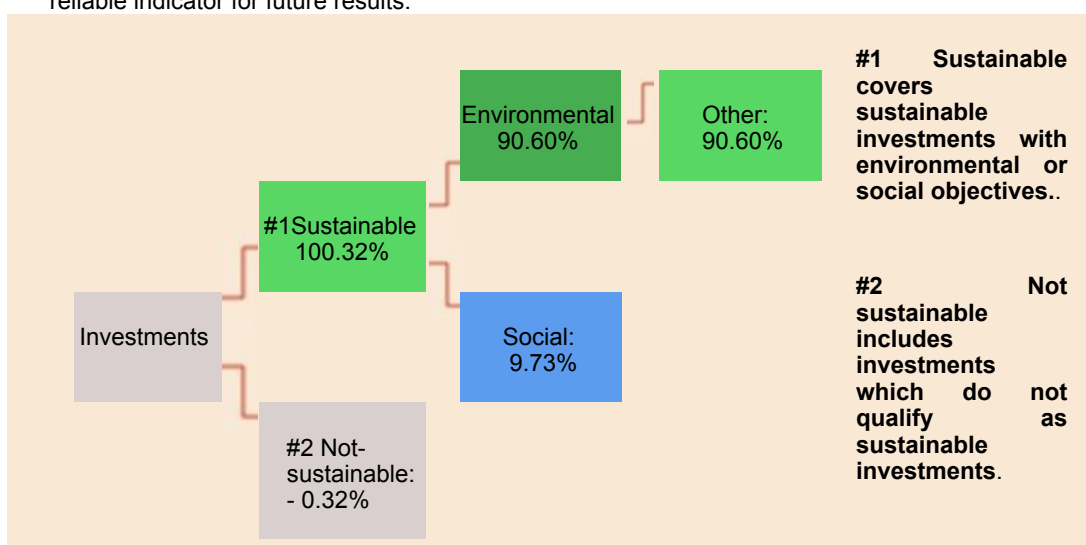 reliable indicator for future results.
Environmental
90.60%
Other:
90.60%
#1Sustainable
100.32%
Investments
Social:
9.73%
#2 Not-
sustainable:
- 0.32%
#1 Sustainable
covers
sustainable
investments with
environmental or
social objectives..
#2 Not
sustainable
includes
investments
which do not
qualify as
sustainable
investments.